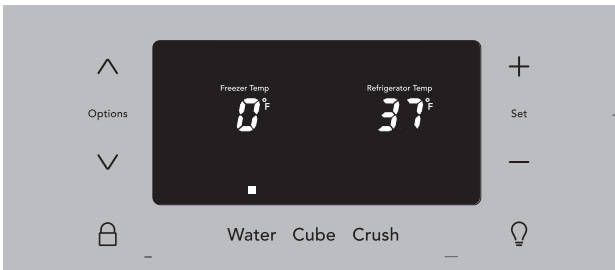 Freezer Temp Refrigerator Temp
0°F 37°F
Options Set
Water Cube Crush